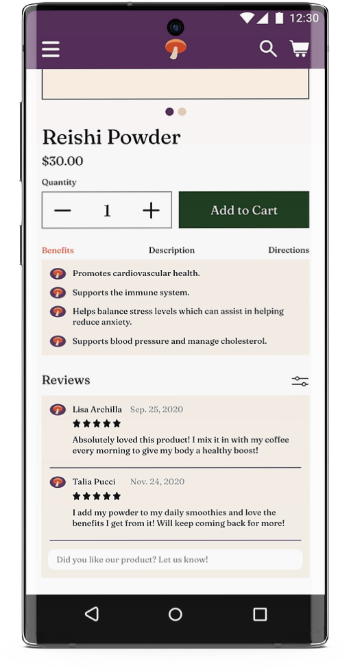 12:30
Reishi Powder
$30.00
Quantity
1
Add to Cart
Benefits Description Directions
Promotes cardiovascular health.
Supports the immune system.
Helps balance stress levels which can assist in helping
reduce anxiety.
Supports blood pressure and manage cholesterol.
Reviews
Lisa Archilla Sep. 25, 2020
Absolutely loved this product! I mix it in with my coffee
every morning to give my body a healthy boost!
Talia Pucci Nov. 24, 2020
I add my powder to my daily smoothies and love the
benefits I get from it! Will keep coming back for more!
Did you like our product? Let us know!